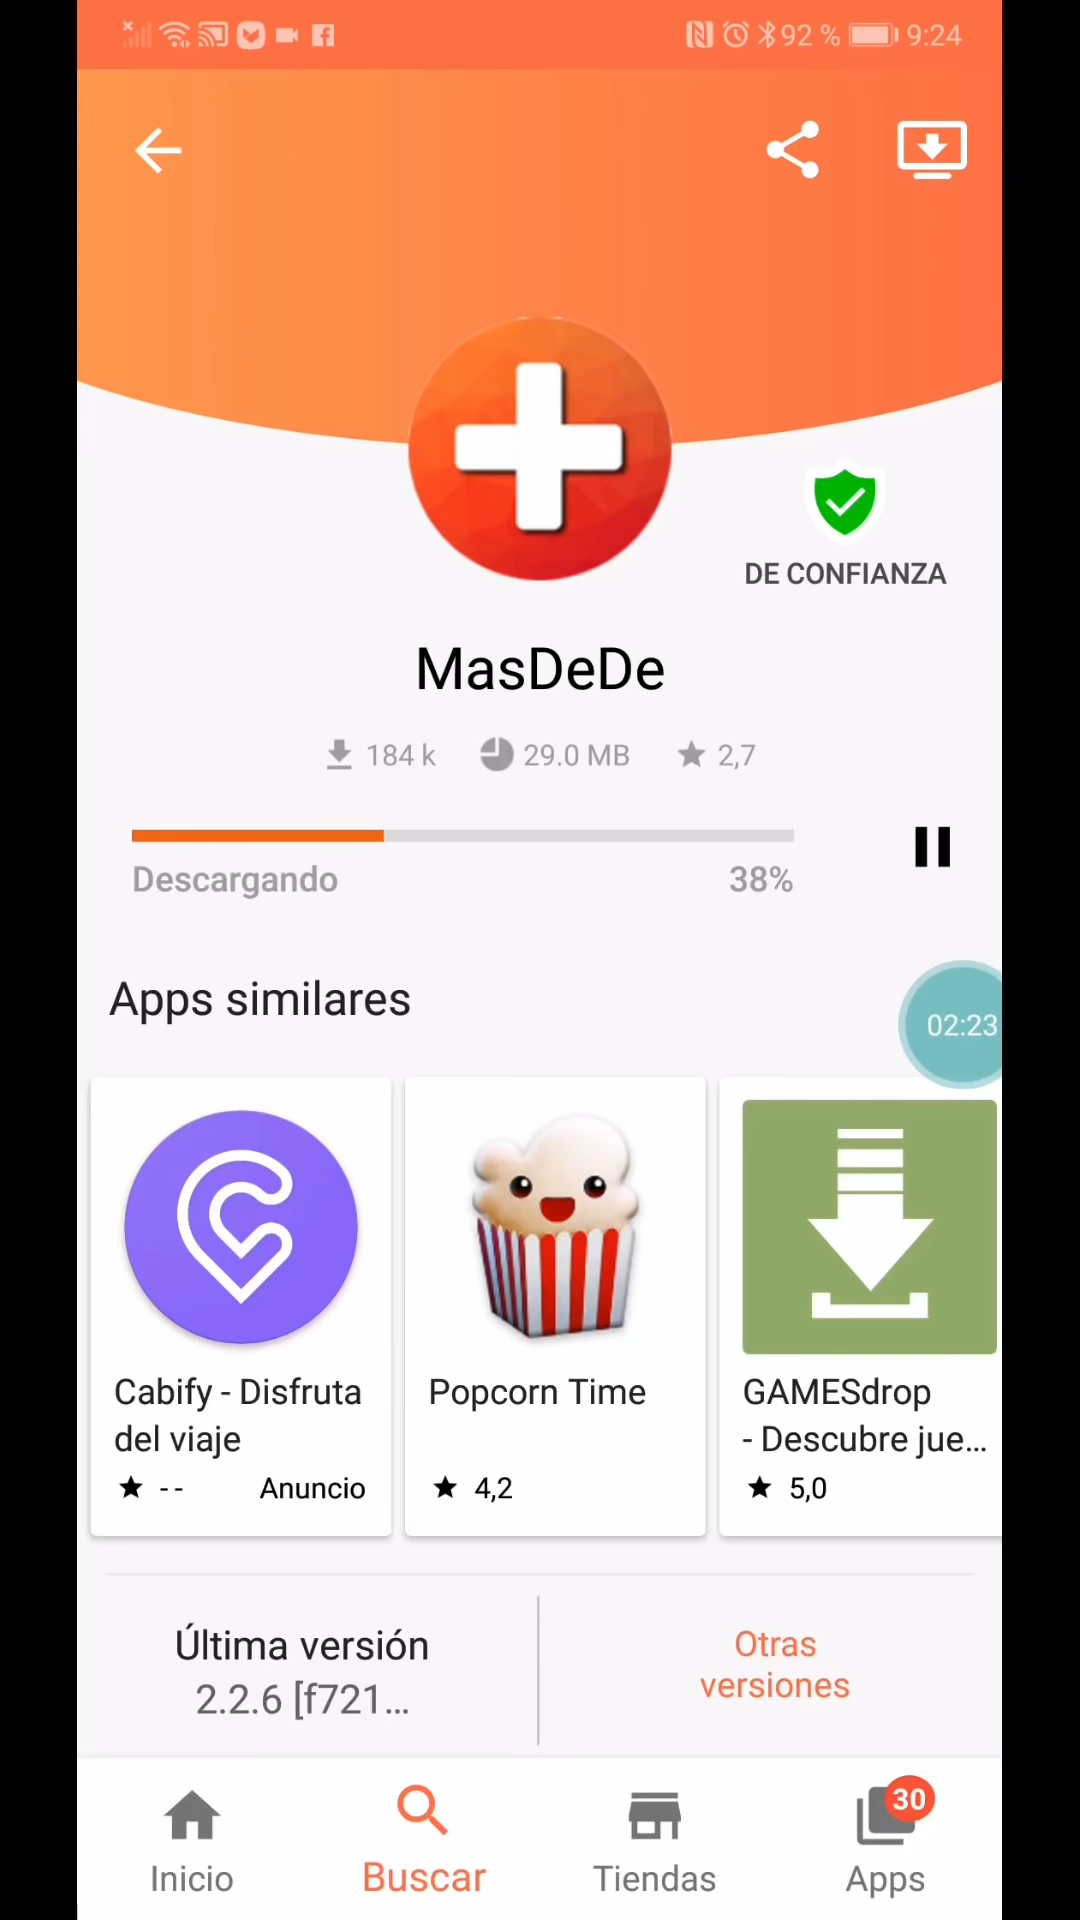 92 % 9:24
DE CONFIANZA
MasDeDe
184 k 29.0 MB 2,7
Descargando 38%
Apps similares
02:23
Cabify - Disfruta
del viaje
-- Anuncio
Popcorn Time
4,2
GAMESdrop
- Descubre jue...
5,0
Última versión
2.2.6 [f721...
Otras
versiones
30
Inicio Buscar Tiendas Apps